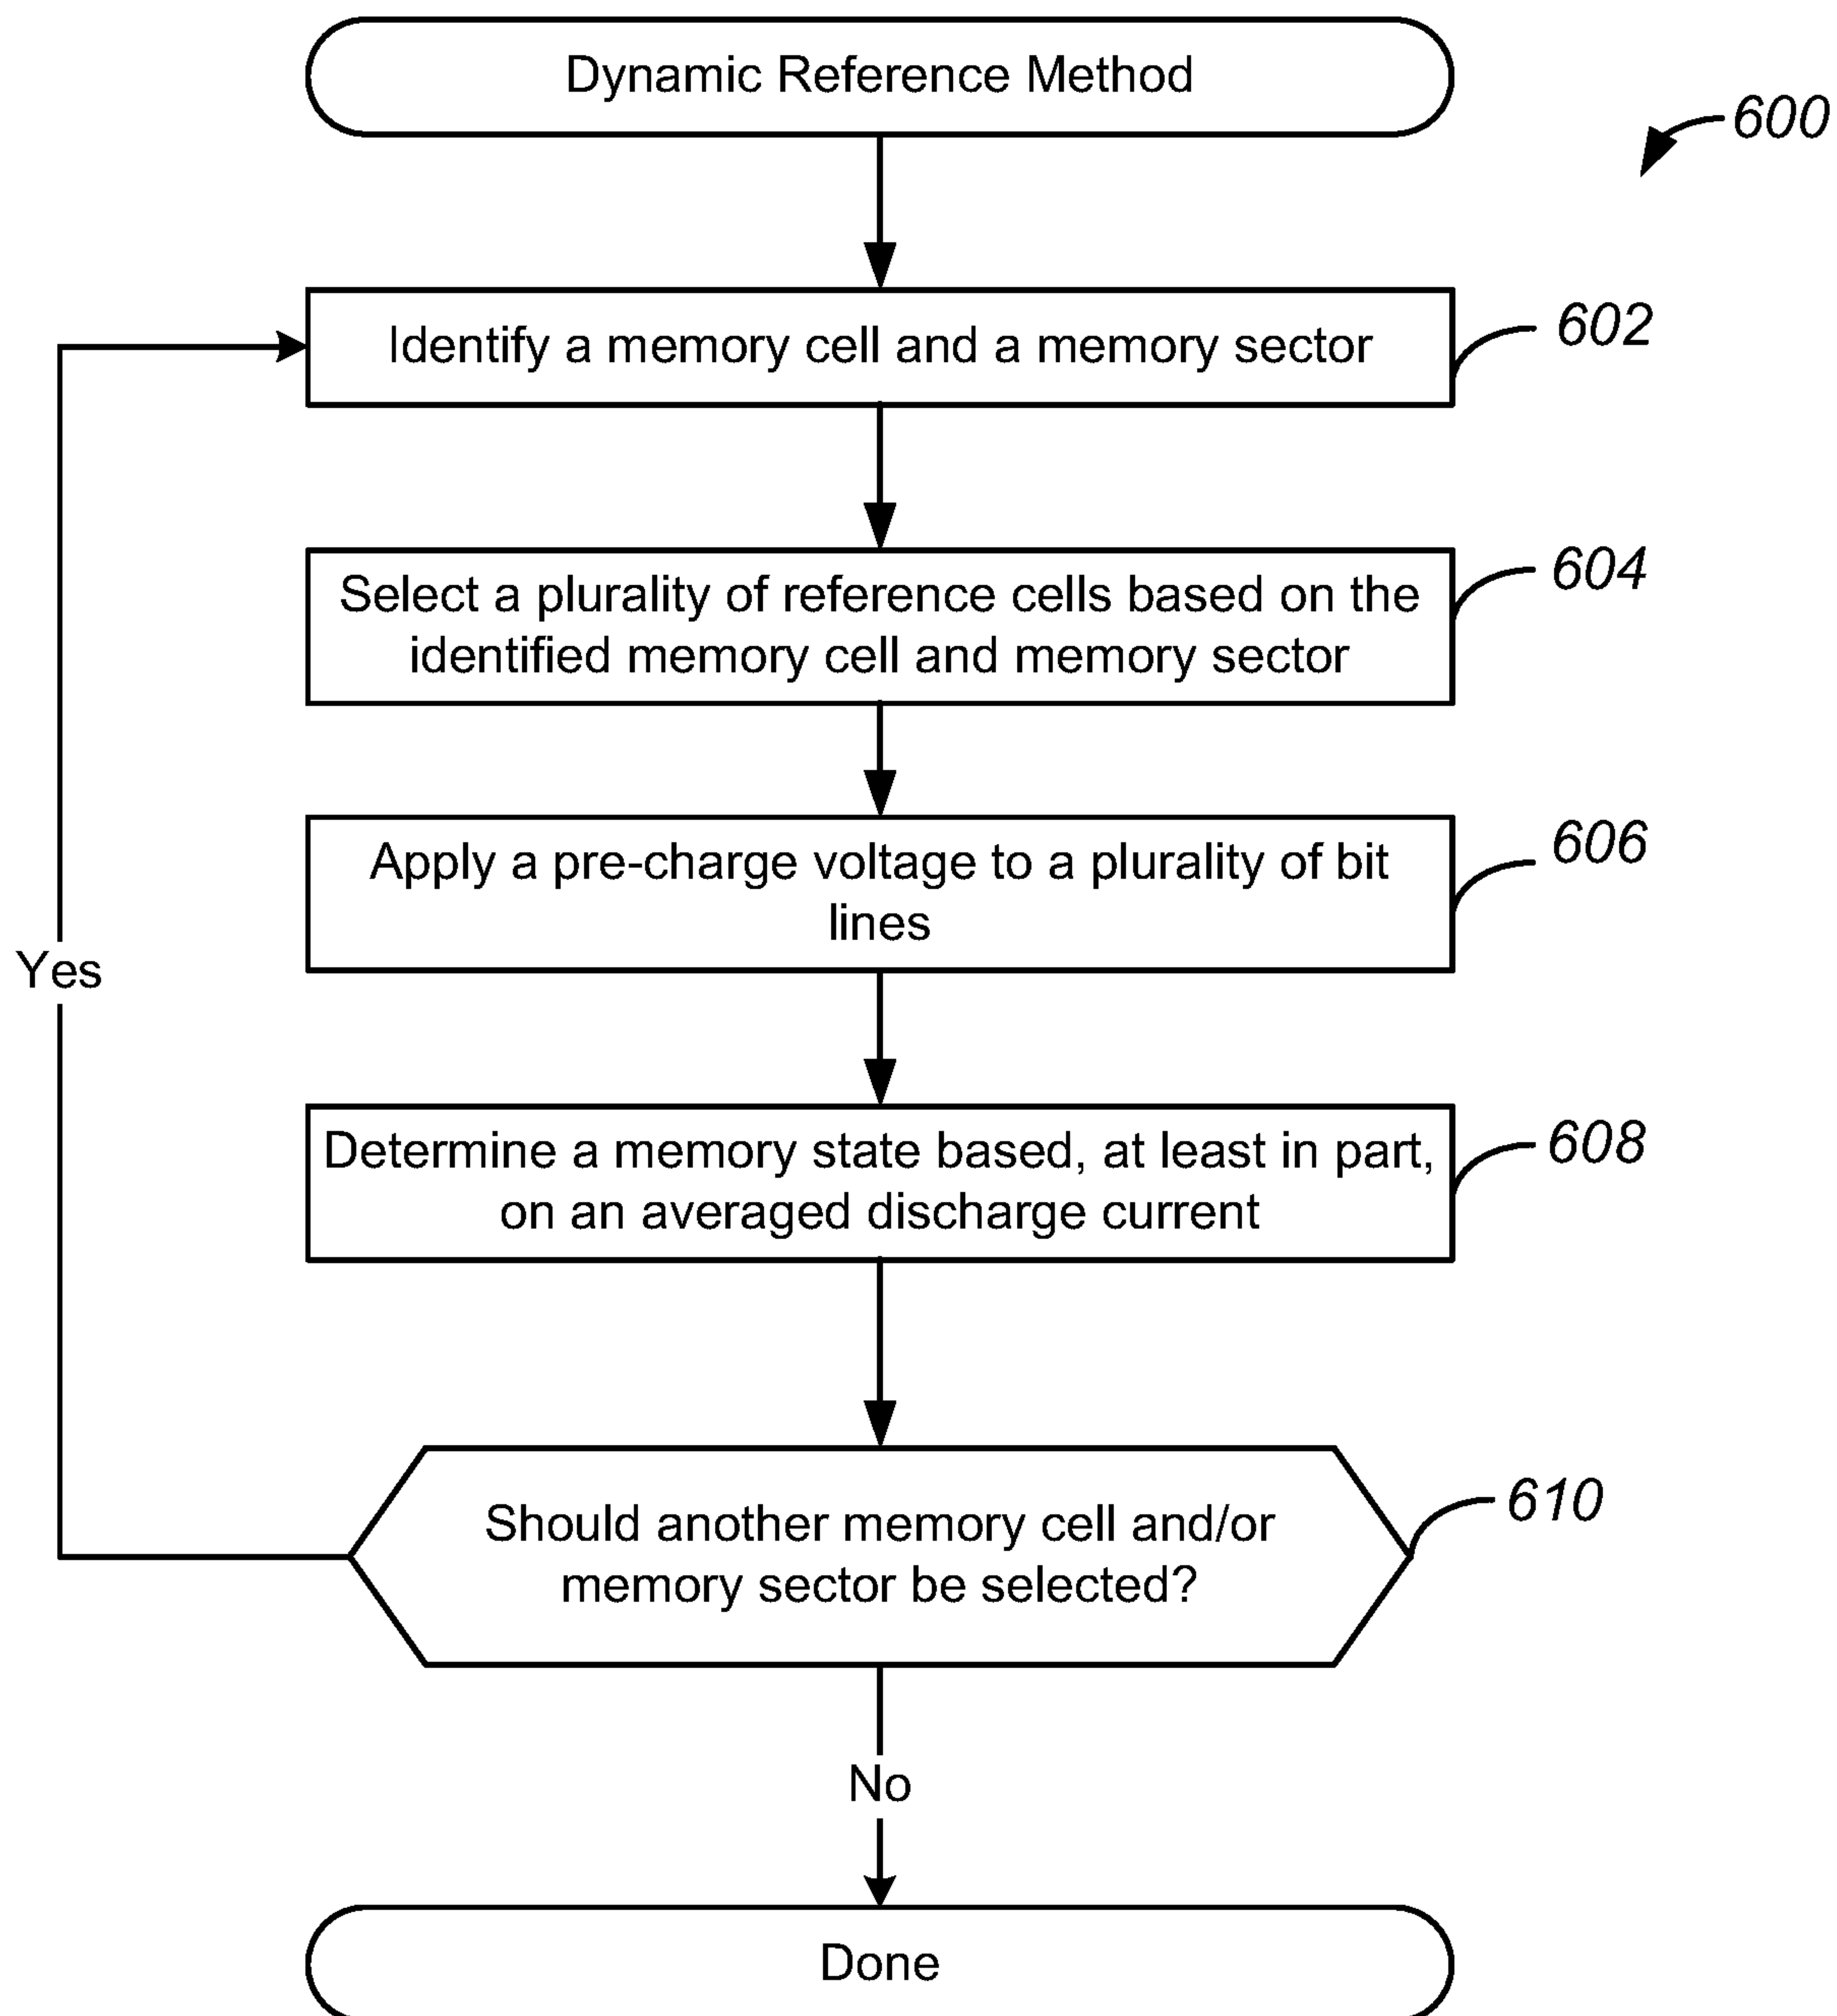 Dynamic Reference Method
600
Identify a memory cell and a memory sector
602
Select a plurality of reference cells based on the
identified memory cell and memory sector
604
Apply a pre-charge voltage to a plurality of bit
lines
606
Yes
Determine a memory state based, at least in part,
on an averaged discharge current
608
Should another memory cell and/or
memory sector be selected?
610
No
Done